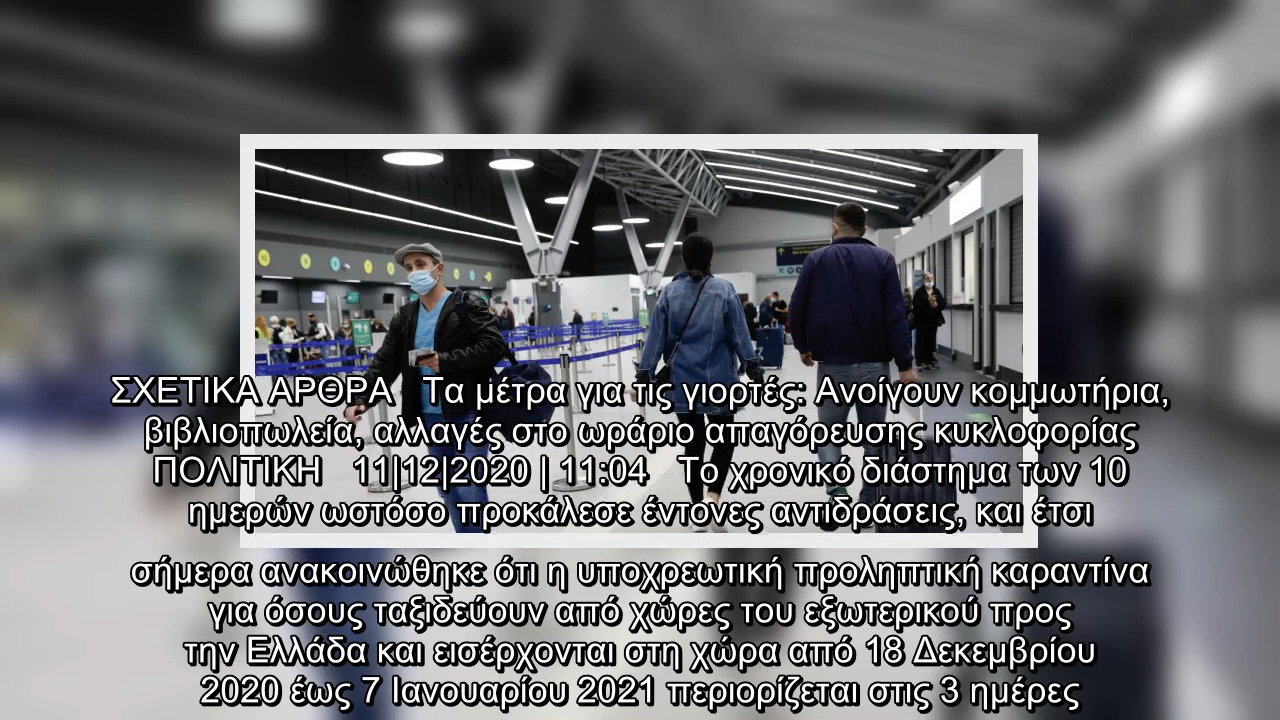 ΣΧΕΤΙΚΑ ΑΡΘΡΑ Τα μέτρα για τις γιορτές: Ανοίγουν κομμωτήρια,
βιβλιοπωλεία, αλλαγές στο ωράριο απαγόρευσης κυκλοφορίας
ΠΟΛΙΤΙΚΗ 11|12|2020 | 11:04 Το χρονικό διάστημα των 10
ημερών ωστόσο προκάλεσε έντονες αντιδράσεις, και έτσι
σήμερα ανακοινώθηκε ότι η υποχρεωτική προληπτική καραντίνα
για όσους ταξιδεύουν από χώρες του εξωτερικού προς
την Ελλάδα και εισέρχονται στη χώρα από 18 Δεκεμβρίου
2020 έως 7 Ιανουαρίου 2021 περιορίζεται στις 3 ημέρες